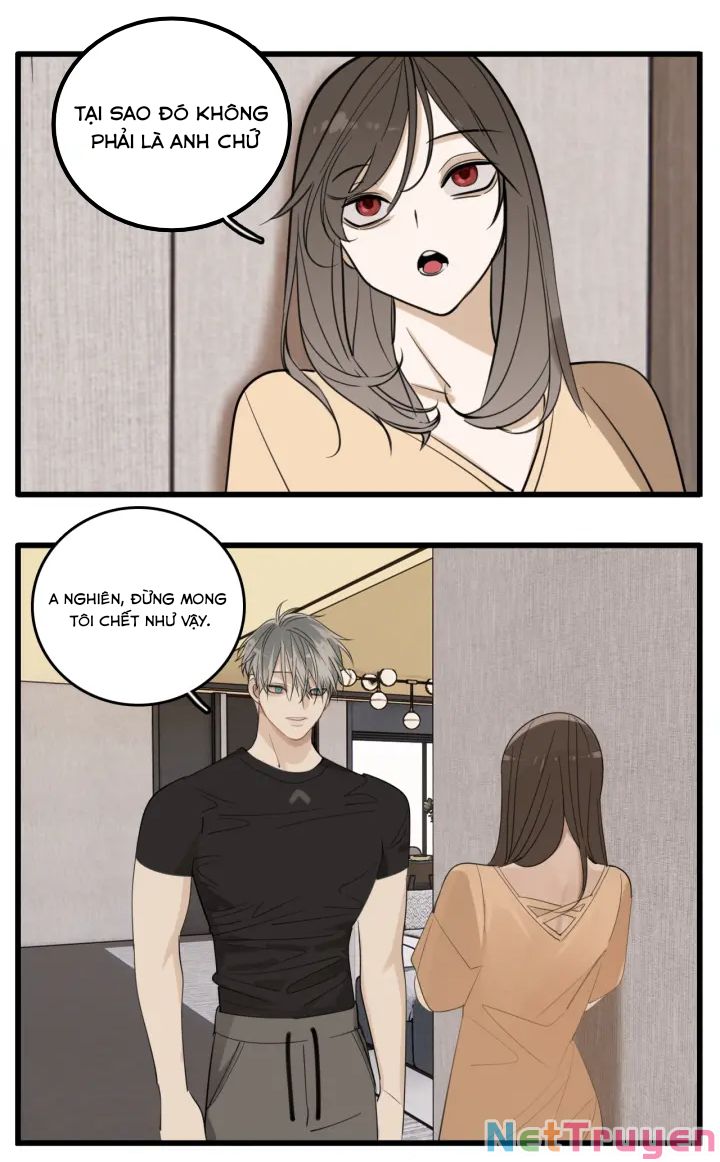 TẠI SAO ĐÓ KHÔNG
PHẢI LÀ ANH CHỨ
A NGHIÊN, ĐỪNG MONG
TÔI CHẾT NHƯ VẬY.
NetTruyen